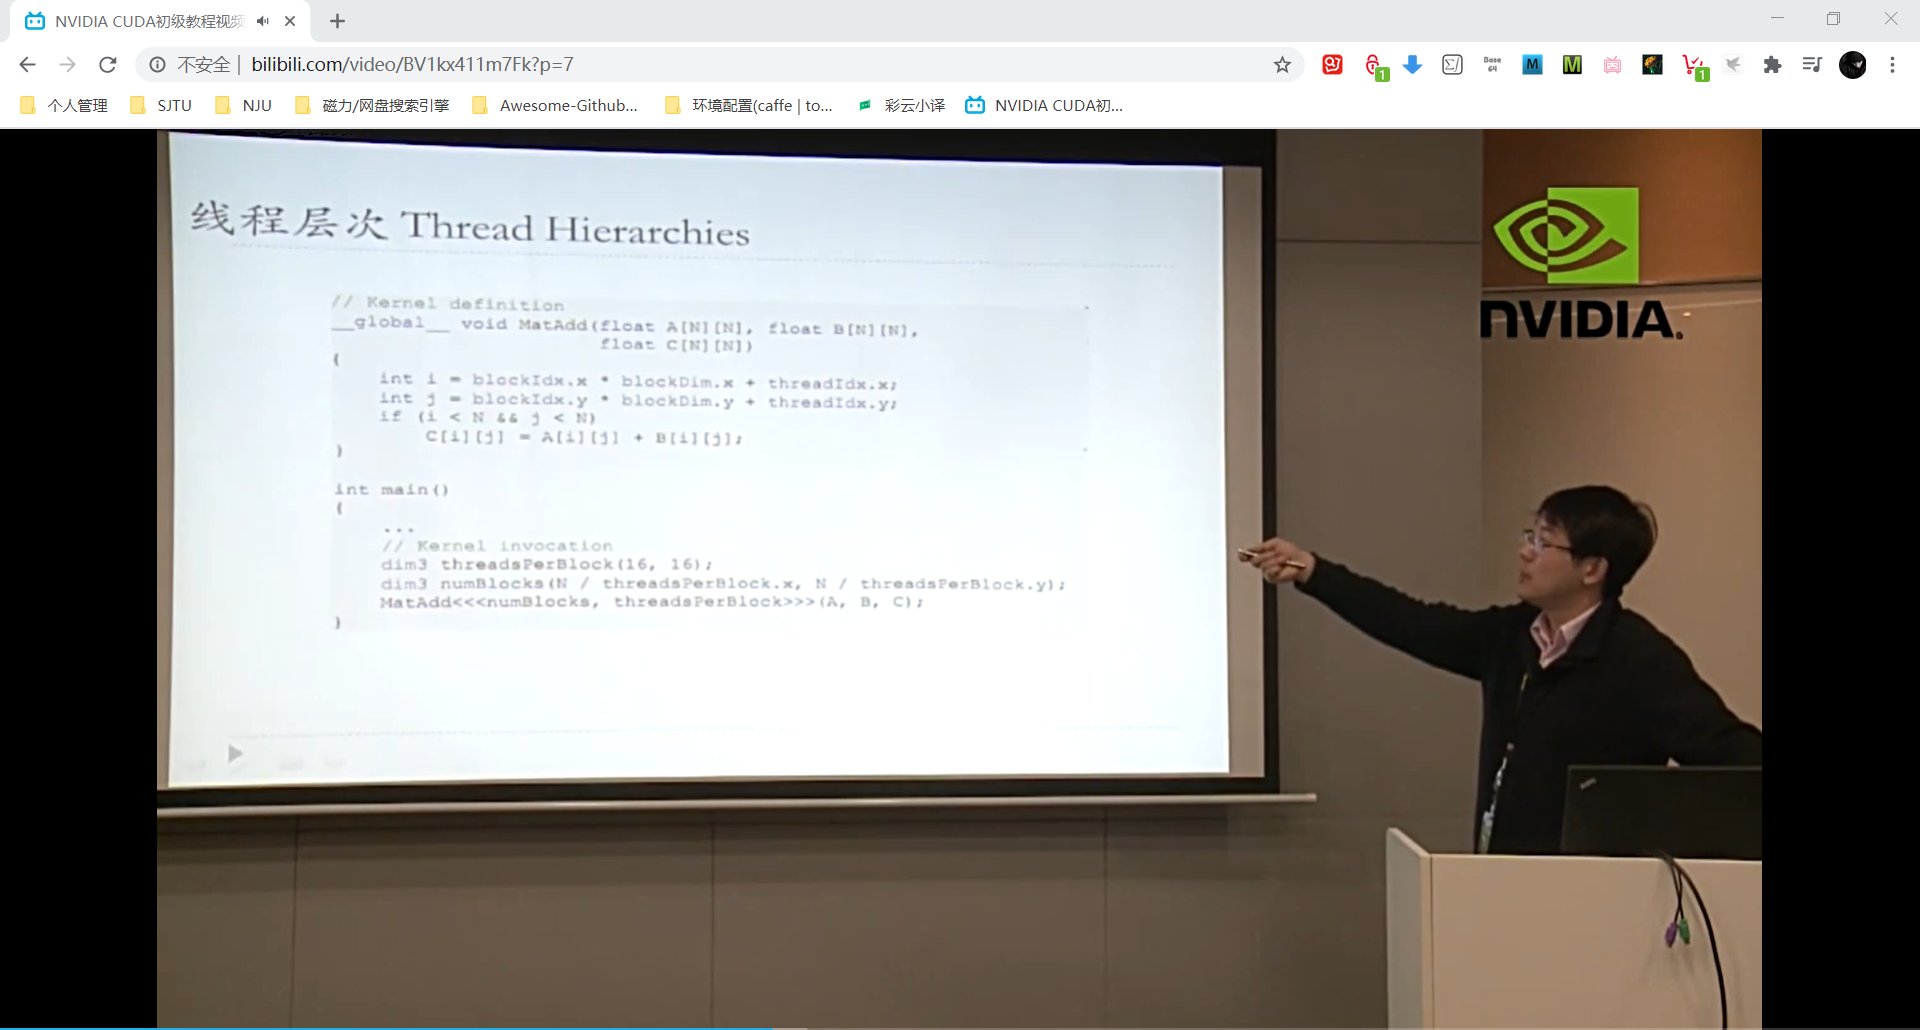 NVIDIA CUDA初级教程视频
不安全 | bilibili.com/video/BV1kx411m7Fk?p=7
1
Base 64
M
M
1
个人管理
SJTU
NJU
磁力/网盘搜索引擎
Awesome-Github...
环境配置(caffe | to...
彩云小译
NVIDIA CUDA初...
线程层次 Thread Hierarchies
// Kernel definition
__global__ void MatAdd(float A[N][N], float B[N][N],
float C[N][N])
{
int i = blockIdx.x * blockDim.x + threadIdx.x;
int j = blockIdx.y * blockDim.y + threadIdx.y;
if (i < N && j < N)
C[i][j] = A[i][j] + B[i][j];
}
int main()
{
...
// Kernel invocation
dim3 threadsPerBlock(16, 16);
dim3 numBlocks(N / threadsPerBlock.x, N / threadsPerBlock.y);
MatAdd<<<numBlocks, threadsPerBlock>>>(A, B, C);
}
NVIDIA.